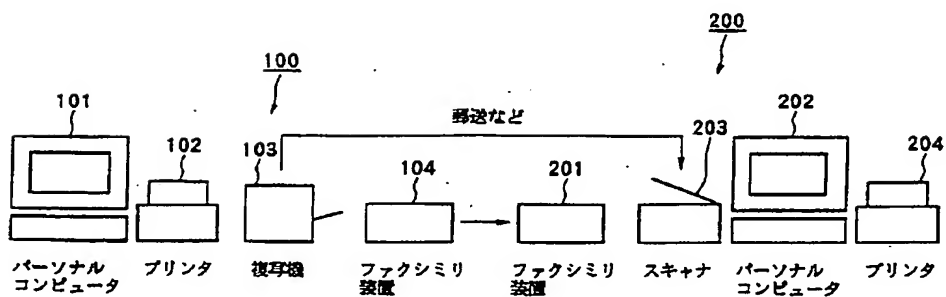 200
100
101
202
郵送など
203
102
103
104
201
204
パーソナル
コンピュータ
プリンタ
複写機
ファクシミリ
装置
ファクシミリ
装置
スキャナ
パーソナル
コンピュータ
プリンタ